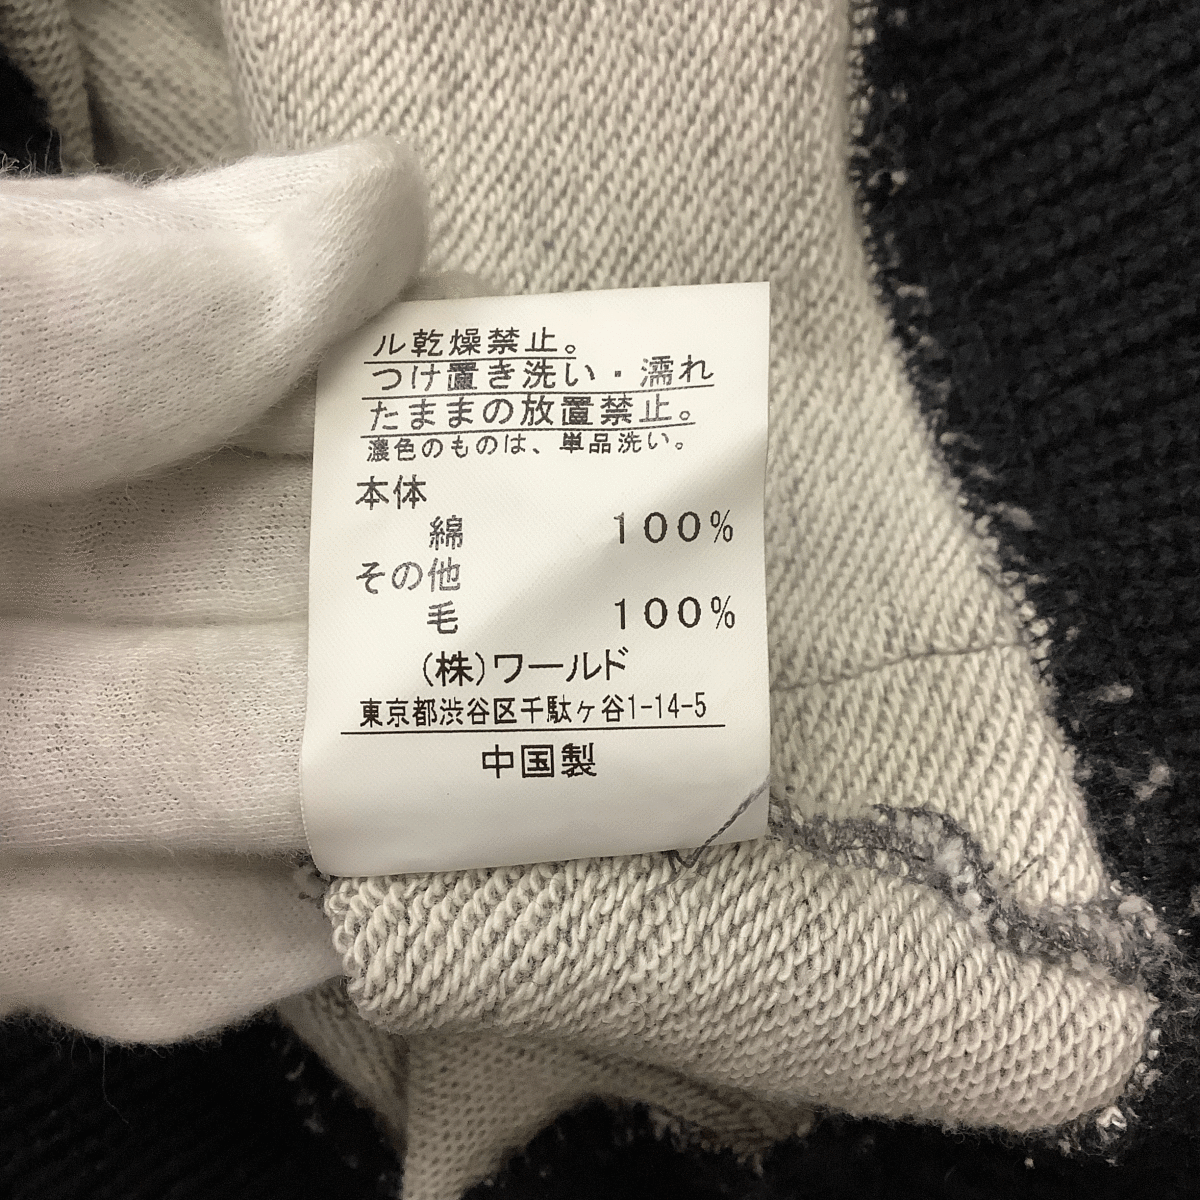 ル乾燥禁止。
つけ置き洗い・濡れ
たままの放置禁止。
濃色のものは、単品洗い。
本体
綿 100%
その他
毛 100%
(株)ワールド
東京都渋谷区千駄ヶ谷1-14-5
中国製